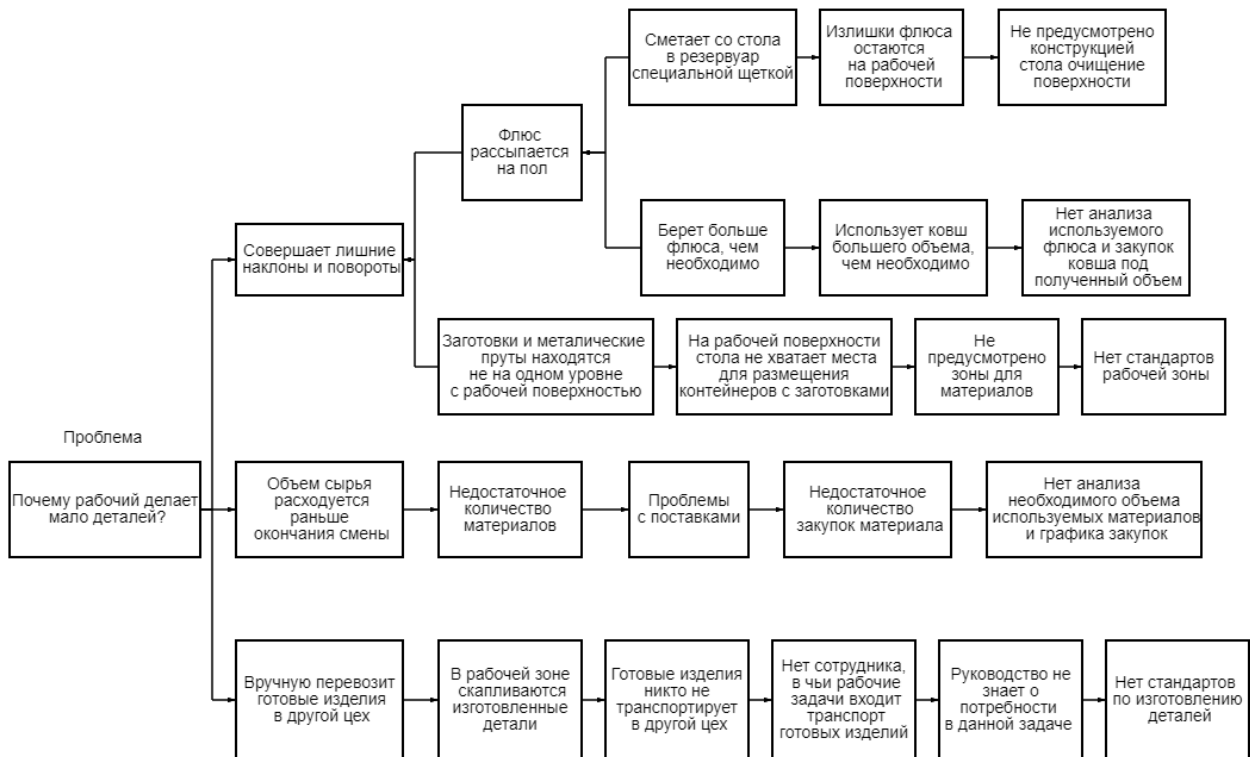 Сметает со стола
в резервуар
специальной щеткой
Излишки флюса
остаются
на рабочей
поверхности
Не предусмотрено
конструкцией
стола очищение
поверхности
Флюс
рассыпается
на пол
Берет больше
флюса, чем
необходимо
Использует ковш
большего объема,
чем необходимо
Нет анализа
используемого
флюса и закупок
ковша под
полученный объем
Совершает лишние
наклоны и повороты
Заготовки и металические
пруты находятся
не на одном уровне
с рабочей поверхностью
На рабочей поверхности
стола не хватает места
для размещения
контейнеров с заготовками
Не
предусмотрено
зоны для
материалов
Нет стандартов
рабочей зоны
Проблема
Почему рабочий делает
мало деталей?
Объем сырья
расходуется
раньше
окончания смены
Недостаточное
количество
материалов
Проблемы
с поставками
Недостаточное
количество
закупок материала
Нет анализа
необходимого объема
используемых материалов
и графика закупок
Вручную перевозит
готовые изделия
в другой цех
В рабочей зоне
скапливаются
изготовленные
детали
Готовые изделия
никто не
транспортирует
в другой цех
Нет сотрудника,
в чьи рабочие
задачи входит
транспорт
готовых изделий
Руководство не
знает о
потребности
в данной задаче
Нет стандартов
по изготовлению
деталей